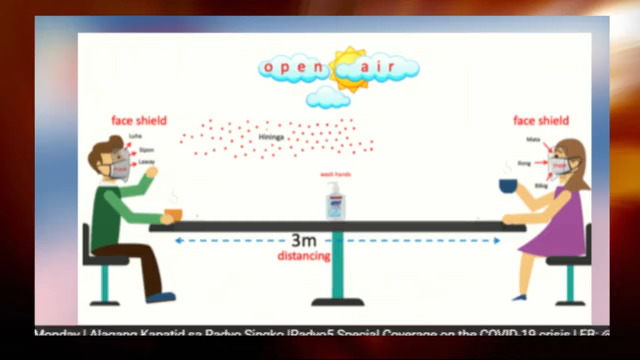 open air
face shield
face shield
Luha
Sipon
Laway
Hininga
Mata
Ilong
Bibig
wash hands
3m
distancing
Monday | Alagang Kapatid sa Radyo Singko |Radyo5 Special Coverage on the COVID-19 crisis | FB: